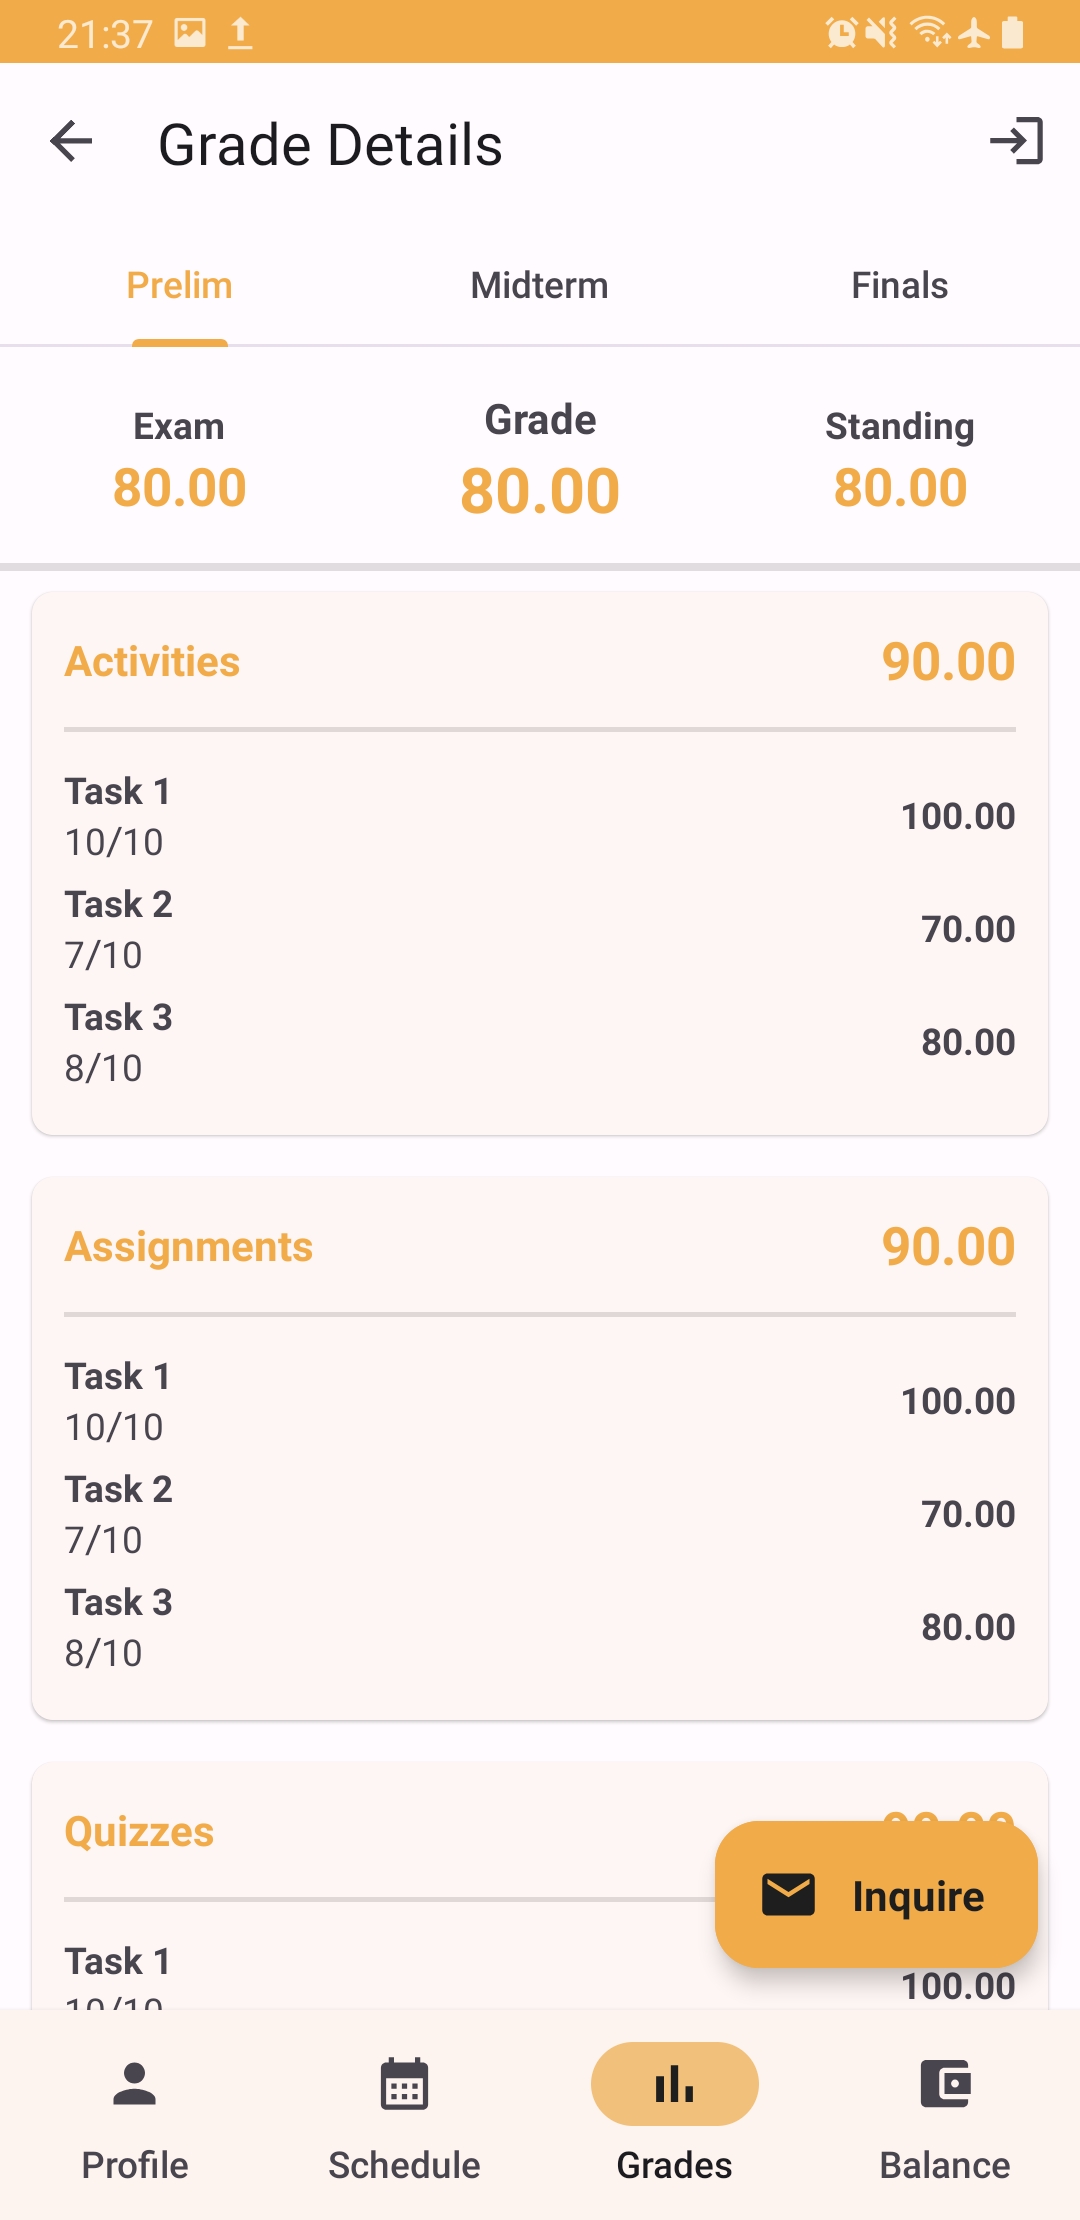 21:37
Grade Details
Prelim Midterm Finals
Exam Grade Standing
80.00 80.00 80.00
Activities 90.00
Task 1
10/10 100.00
Task 2
7/10 70.00
Task 3
8/10 80.00
Assignments 90.00
Task 1
10/10 100.00
Task 2
7/10 70.00
Task 3
8/10 80.00
Quizzes
Inquire
Task 1
100.00
Profile Schedule Grades Balance